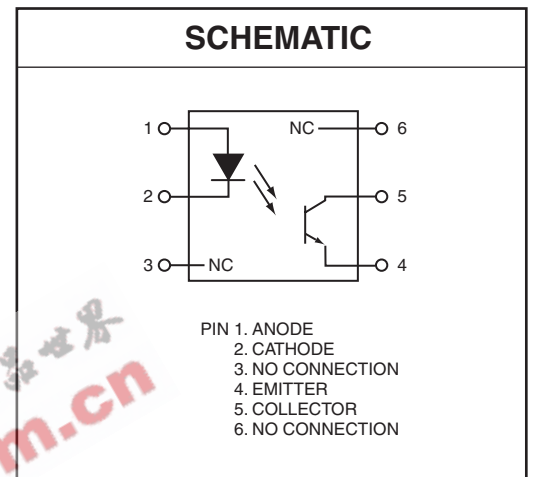 SCHEMATIC
1 NC 6
2 5
3 NC 4
PIN 1. ANODE
2. CATHODE
3. NO CONNECTION
4. EMITTER
5. COLLECTOR
6. NO CONNECTION
m.cn